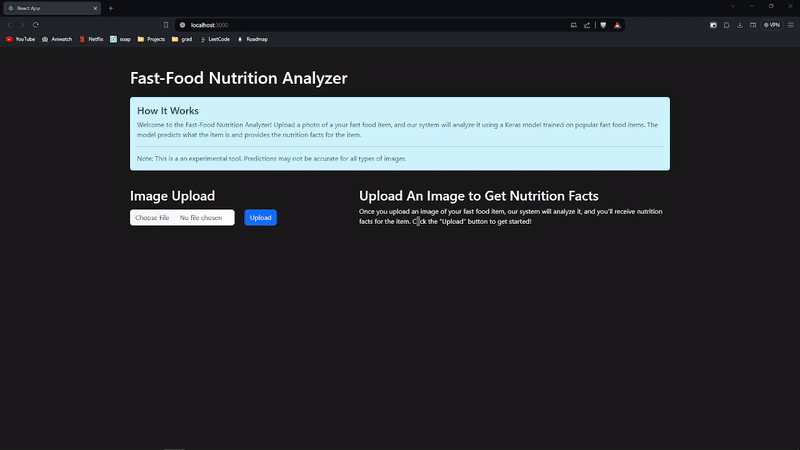 React App
localhost:3000
VPN
YouTube Aniwatch Netflix soap Projects grad LeetCode Roadmap
Fast-Food Nutrition Analyzer
How It Works
Welcome to the Fast-Food Nutrition Analyzer! Upload a photo of a your fast food item, and our system will analyze it using a Keras model trained on popular fast food items. The
model predicts what the item is and provides the nutrition facts for the item.
Note: This is a an experimental tool. Predictions may not be accurate for all types of images.
Image Upload
Choose File No file chosen Upload
Upload An Image to Get Nutrition Facts
Once you upload an image of your fast food item, our system will analyze it, and you'll receive nutrition
facts for the item. Click the "Upload" button to get started!